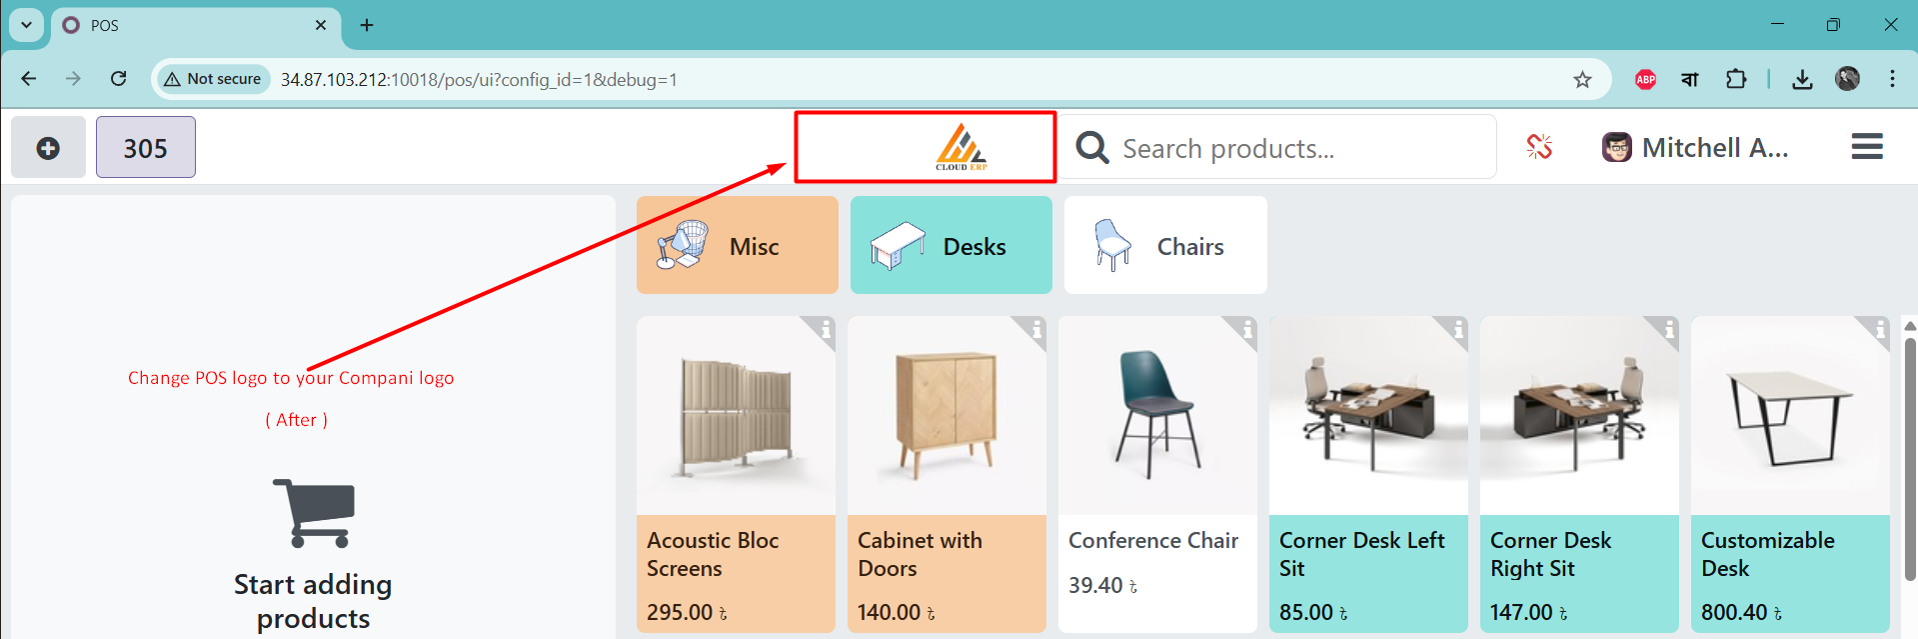 POS
Not secure
34.87.103.212:10018/pos/ui?config_id=1&debug=1
ABP
বা
305
CLOUD ERP
Search products...
Mitchell A...
Misc
Desks
Chairs
Change POS logo to your Compani logo
( After )
Start adding
products
Acoustic Bloc
Screens
295.00 ৳
Cabinet with
Doors
140.00 ৳
Conference Chair
39.40 ৳
Corner Desk Left
Sit
85.00 ৳
Corner Desk
Right Sit
147.00 ৳
Customizable
Desk
800.40 ৳